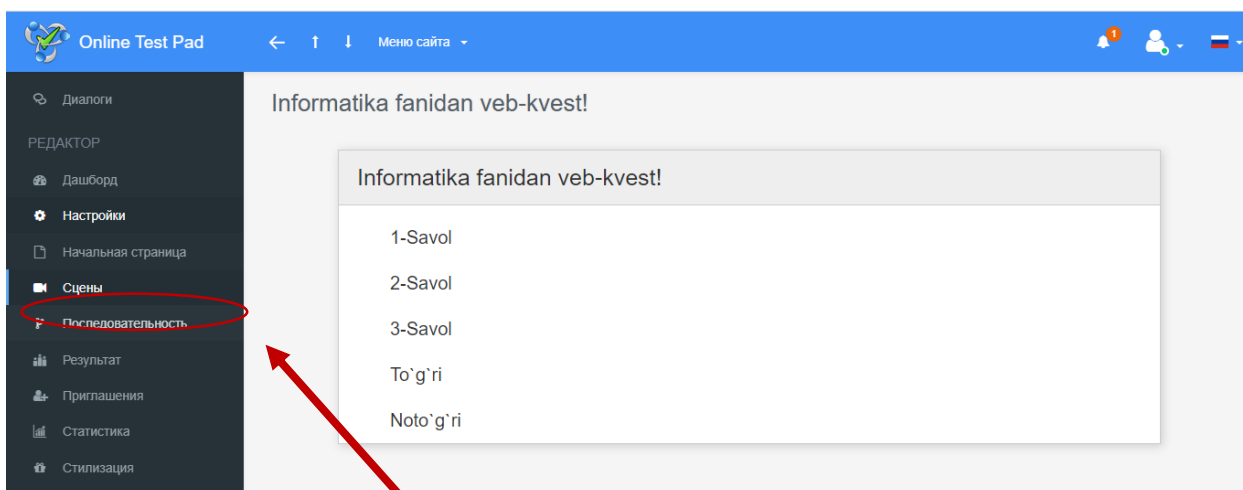 Online Test Pad
Меню сайта
1
Диалоги
РЕДАКТОР
Дашборд
Настройки
Начальная страница
Сцены
Последовательность
Результат
Приглашения
Статистика
Стилизация
Informatika fanidan veb-kvest!
Informatika fanidan veb-kvest!
1-Savol
2-Savol
3-Savol
To`g`ri
Noto`g`ri